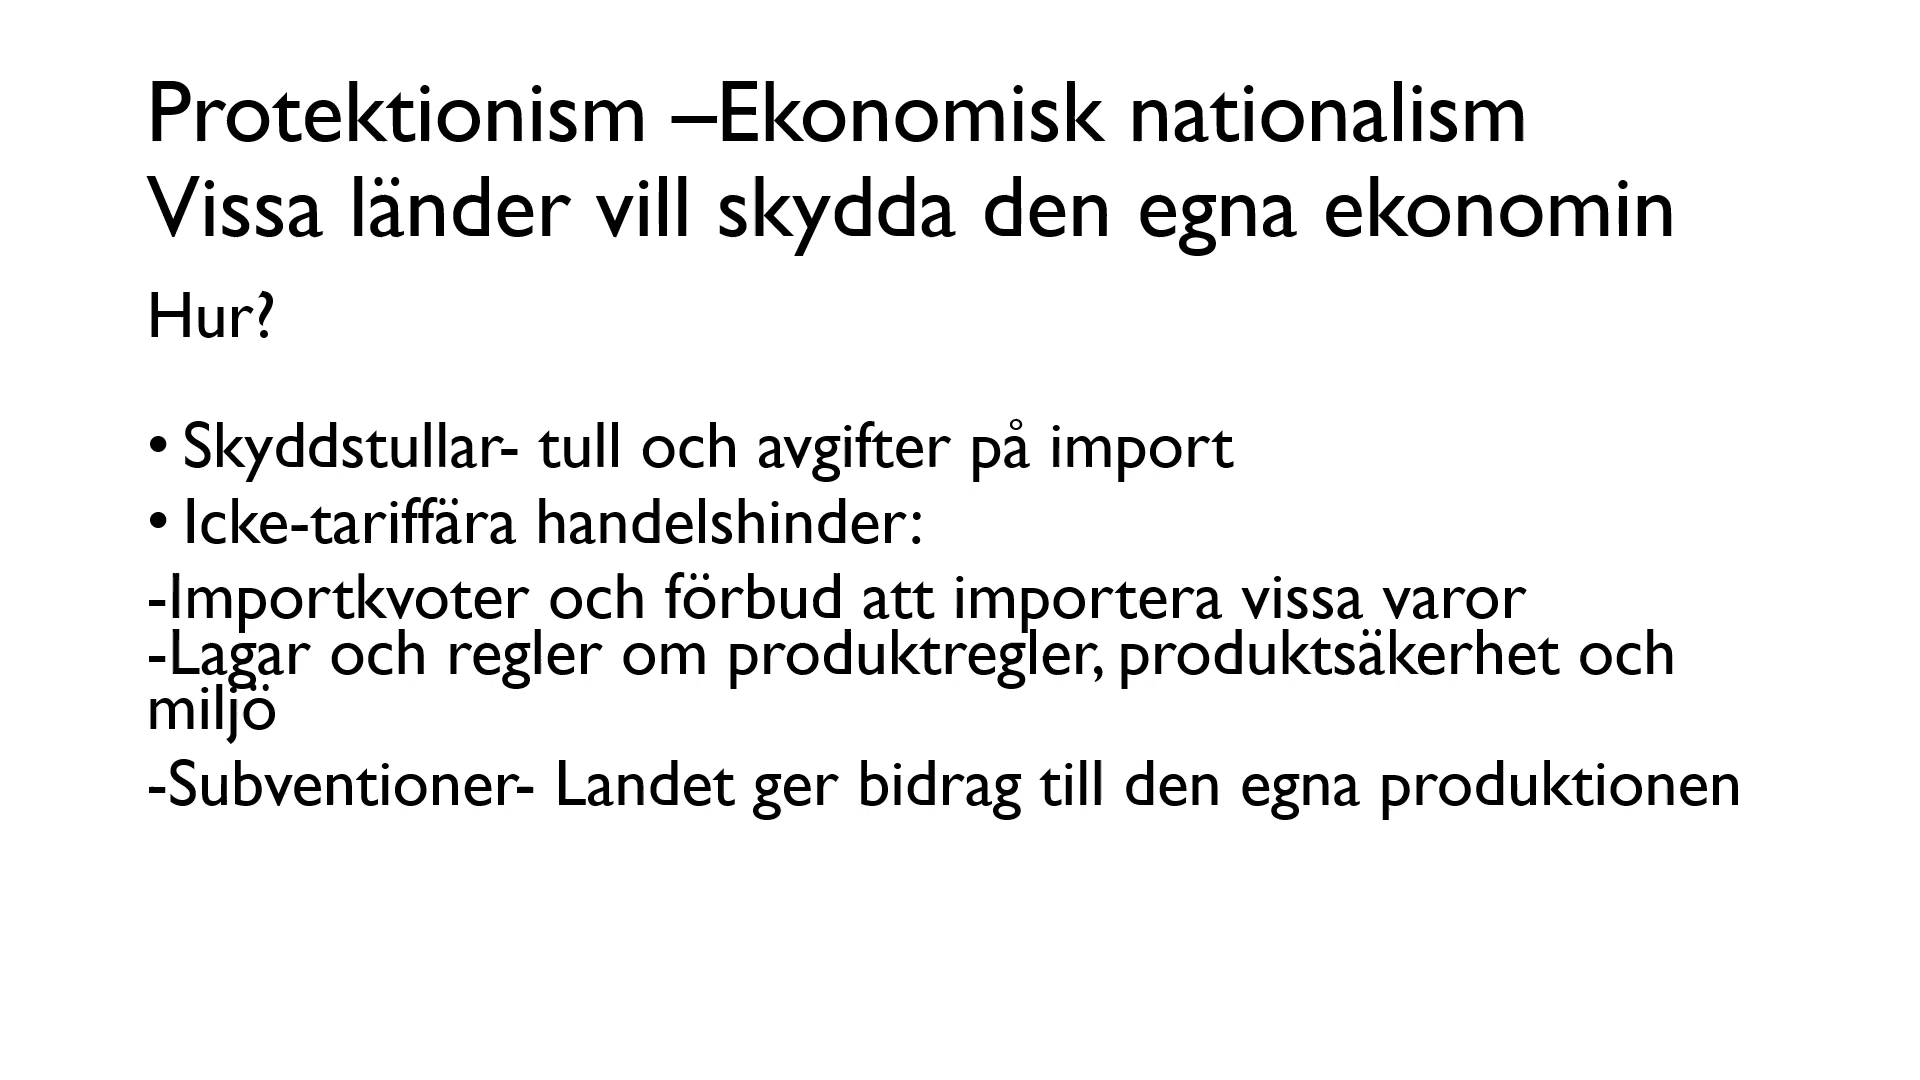 Protektionism –Ekonomisk nationalism
Vissa länder vill skydda den egna ekonomin
Hur?
• Skyddstullar- tull och avgifter på import
• Icke-tariffära handelshinder:
-Importkvoter och förbud att importera vissa varor
-Lagar och regler om produktregler, produktsäkerhet och
miljö
-Subventioner- Landet ger bidrag till den egna produktionen